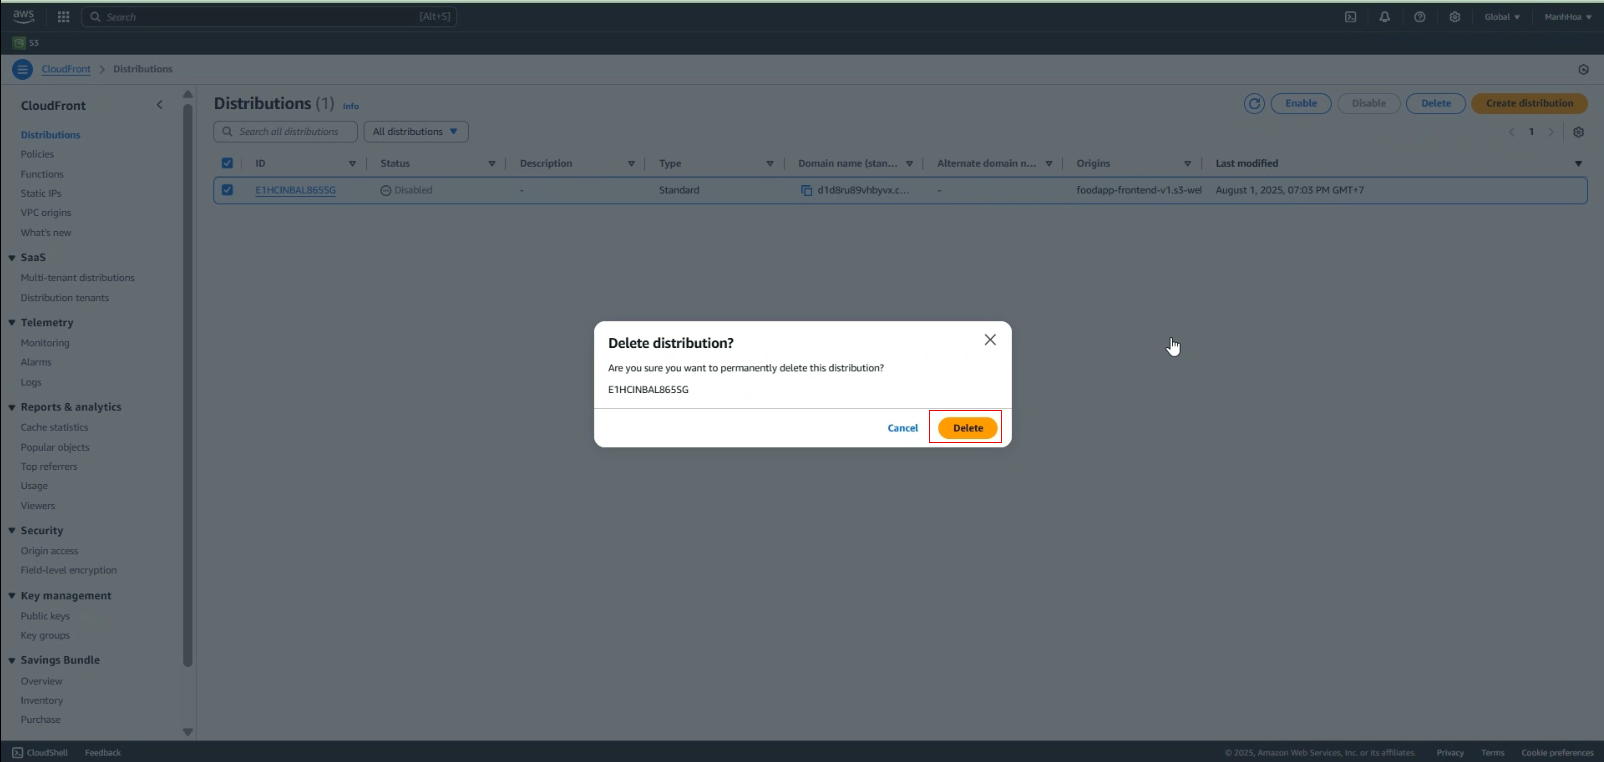 aws Search [Alt+S] Global ManhHoa
S3
CloudFront Distributions
CloudFront
Distributions
Policies
Functions
Static IPs
VPC origins
What's new
SaaS
Multi-tenant distributions
Distribution tenants
Telemetry
Monitoring
Alarms
Logs
Reports & analytics
Cache statistics
Popular objects
Top referrers
Usage
Viewers
Security
Origin access
Field-level encryption
Key management
Public keys
Key groups
Savings Bundle
Overview
Inventory
Purchase
Distributions (1) Info
Enable Disable Delete Create distribution
Search all distributions All distributions 1
ID Status Description Type Domain name (stan... Alternate domain n... Origins Last modified
E1HCINBAL865SG Disabled - Standard d1d8ru89vhbyvx.c... - foodapp-frontend-v1.s3-wel August 1, 2025, 07:03 PM GMT+7
Delete distribution?
Are you sure you want to permanently delete this distribution?
E1HCINBAL865SG
Cancel Delete
CloudShell Feedback © 2025, Amazon Web Services, Inc. or its affiliates. Privacy Terms Cookie preferences